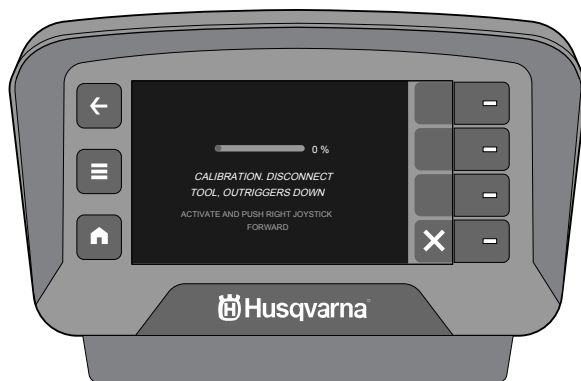 0 %
CALIBRATION. DISCONNECT
TOOL, OUTRIGGERS DOWN
ACTIVATE AND PUSH RIGHT JOYSTICK
FORWARD
Husqvarna®